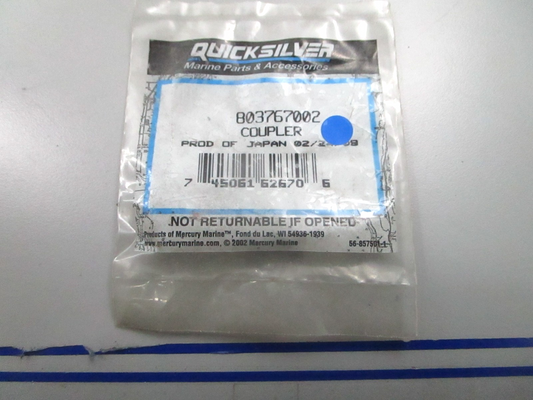 QUICKSILVER
Marine Parts & Accessories
803767002
COUPLER
PROD OF JAPAN
7 45061 62670 6
NOT RETURNABLE IF OPENED
Products of Mercury Marine™, Fond du Lac, WI 54936-1939
www.mercurymarine.com, © 2002 Mercury Marine